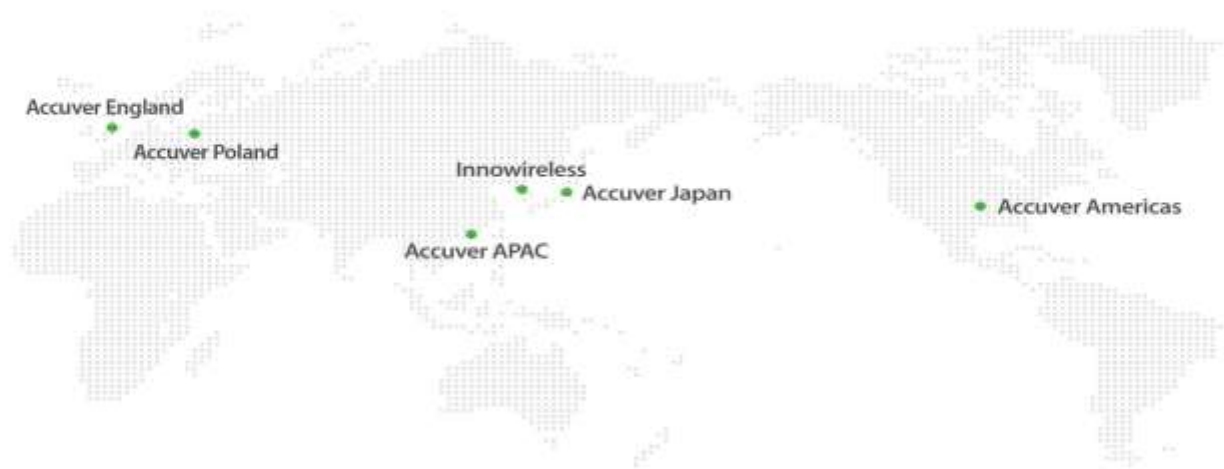 Accuver England
Accuver Poland
Innowireless
Accuver Japan
Accuver Americas
Accuver APAC